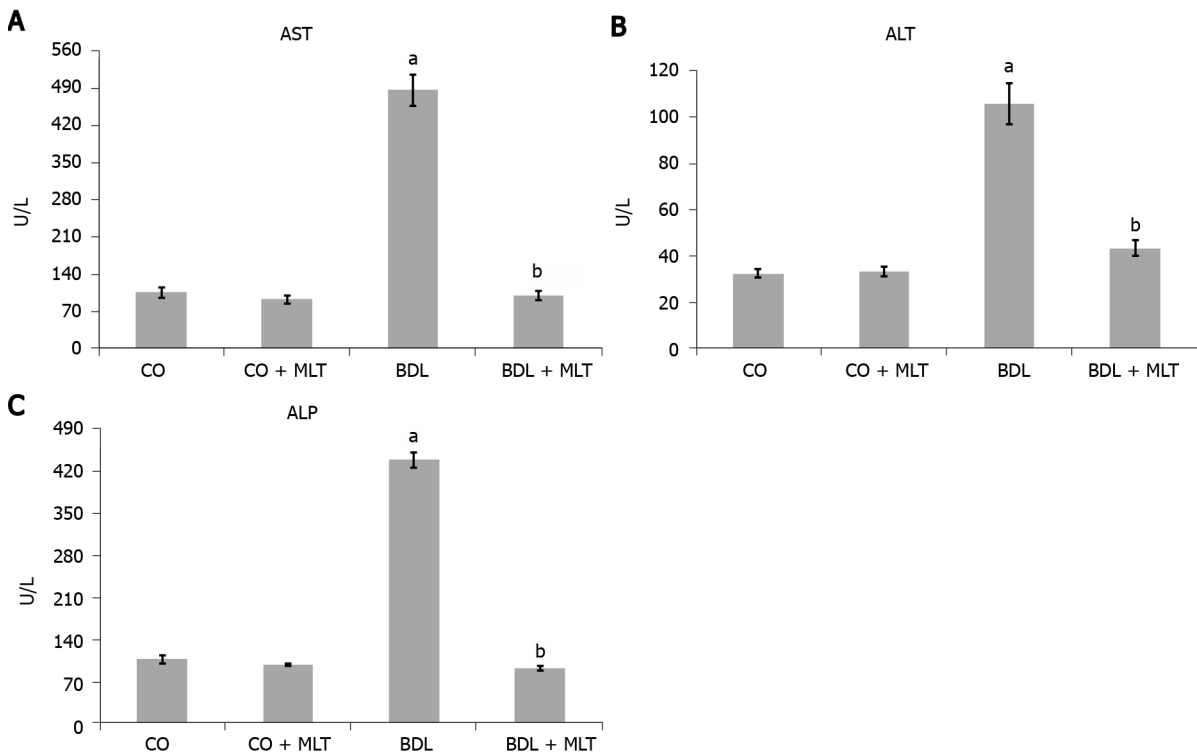 A
AST
560
490
420
350
280
210
140
70
0
U/L
a
b
CO
CO + MLT
BDL
BDL + MLT
B
ALT
120
100
80
60
40
20
0
U/L
a
b
CO
CO + MLT
BDL
BDL + MLT
C
ALP
490
420
350
280
210
140
70
0
U/L
a
b
CO
CO + MLT
BDL
BDL + MLT